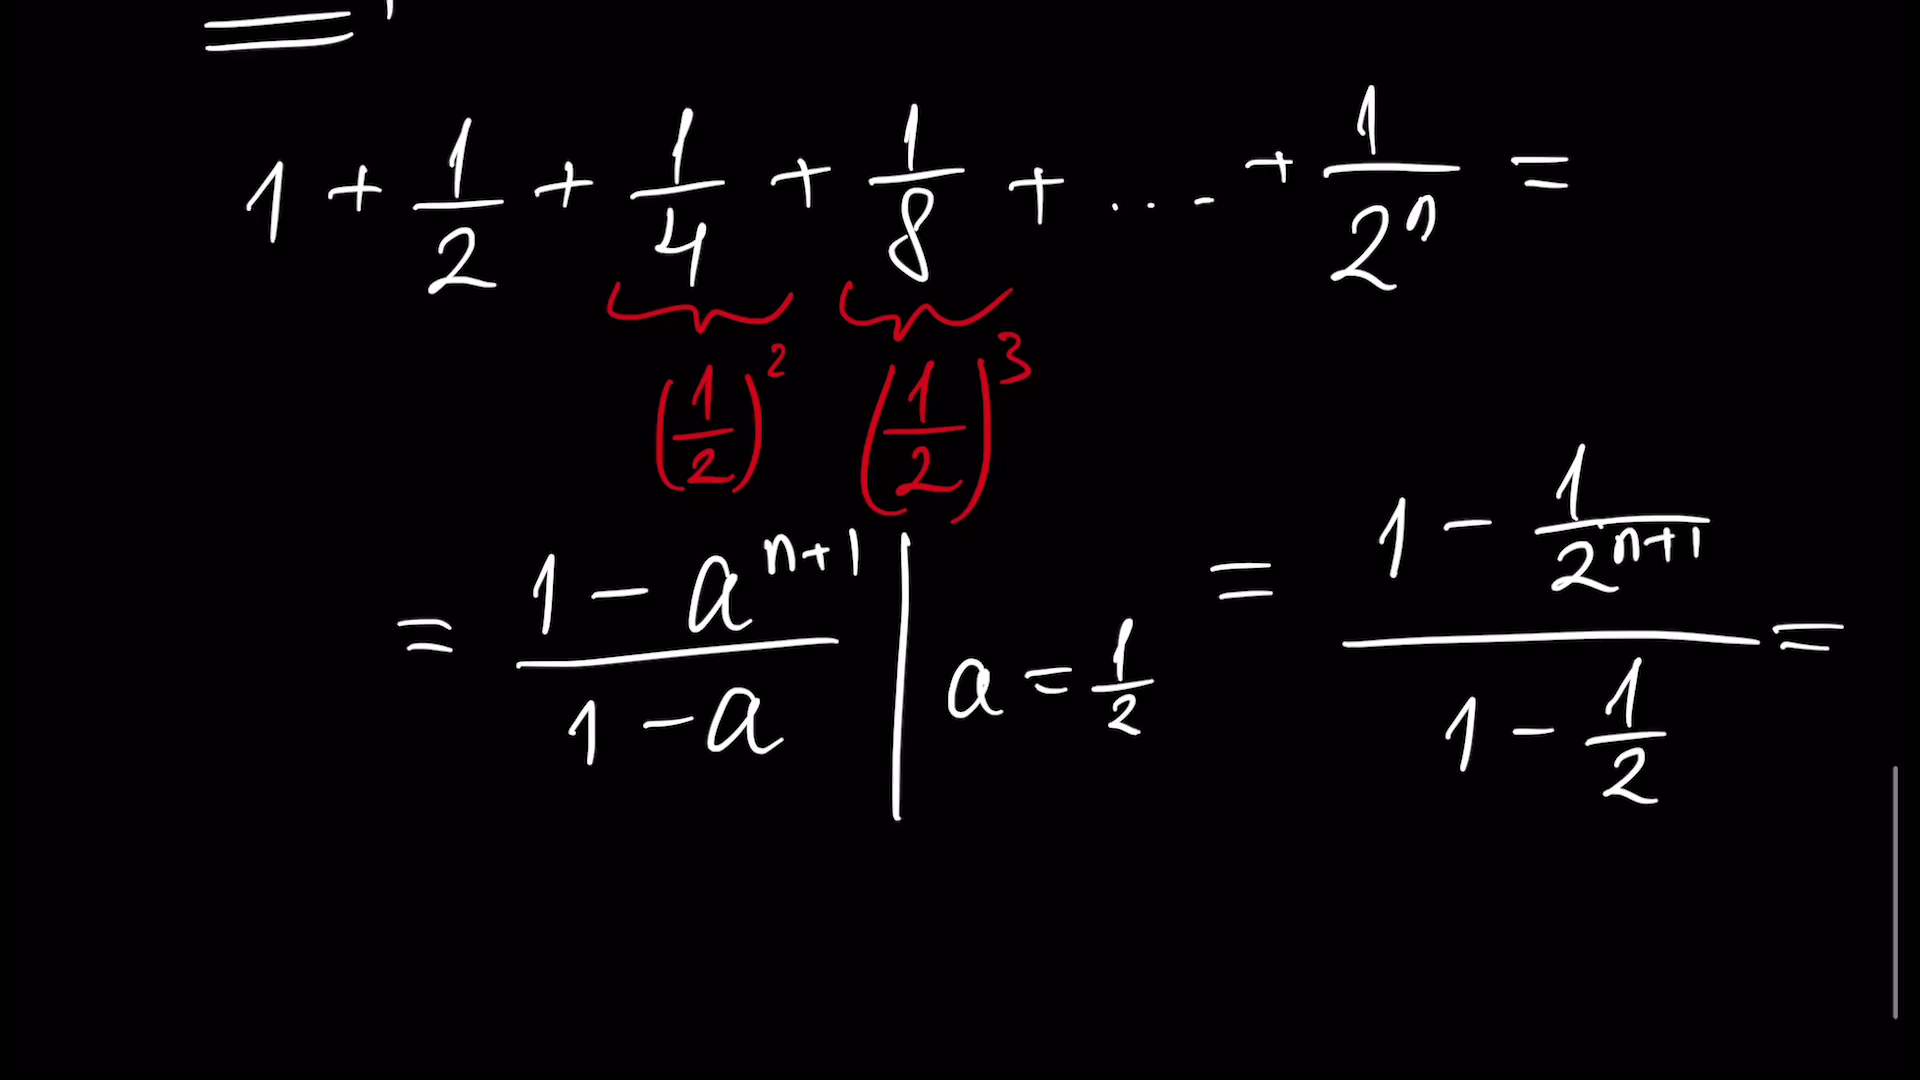 1 + 1/2 + 1/4 + 1/8 + ... + 1/2^n =
(1/2)^2 (1/2)^3
= (1 - a^(n+1))/(1 - a) | a = 1/2 = (1 - 1/2^(n+1))/(1 - 1/2) =